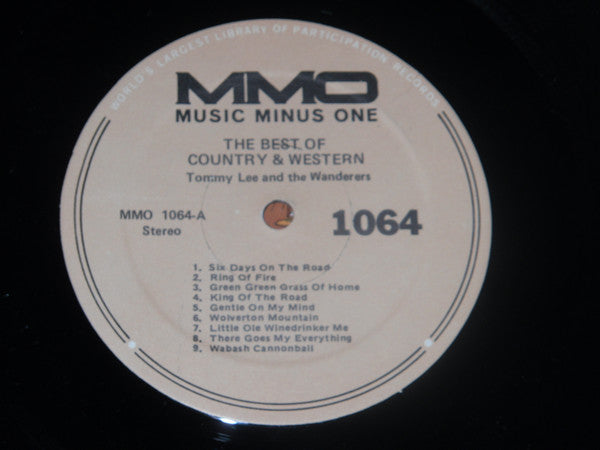 WORLD'S LARGEST LIBRARY OF PARTICIPATION RECORDS
MMO
MUSIC MINUS ONE
THE BEST OF
COUNTRY & WESTERN
Tommy Lee and the Wanderers
MMO 1064-A
Stereo
1064
1. Six Days On The Road
2. Ring Of Fire
3. Green Green Grass Of Home
4. King Of The Road
5. Gentle On My Mind
6. Wolverton Mountain
7. Little Ole Winedrinker Me
8. There Goes My Everything
9. Wabash Cannonball